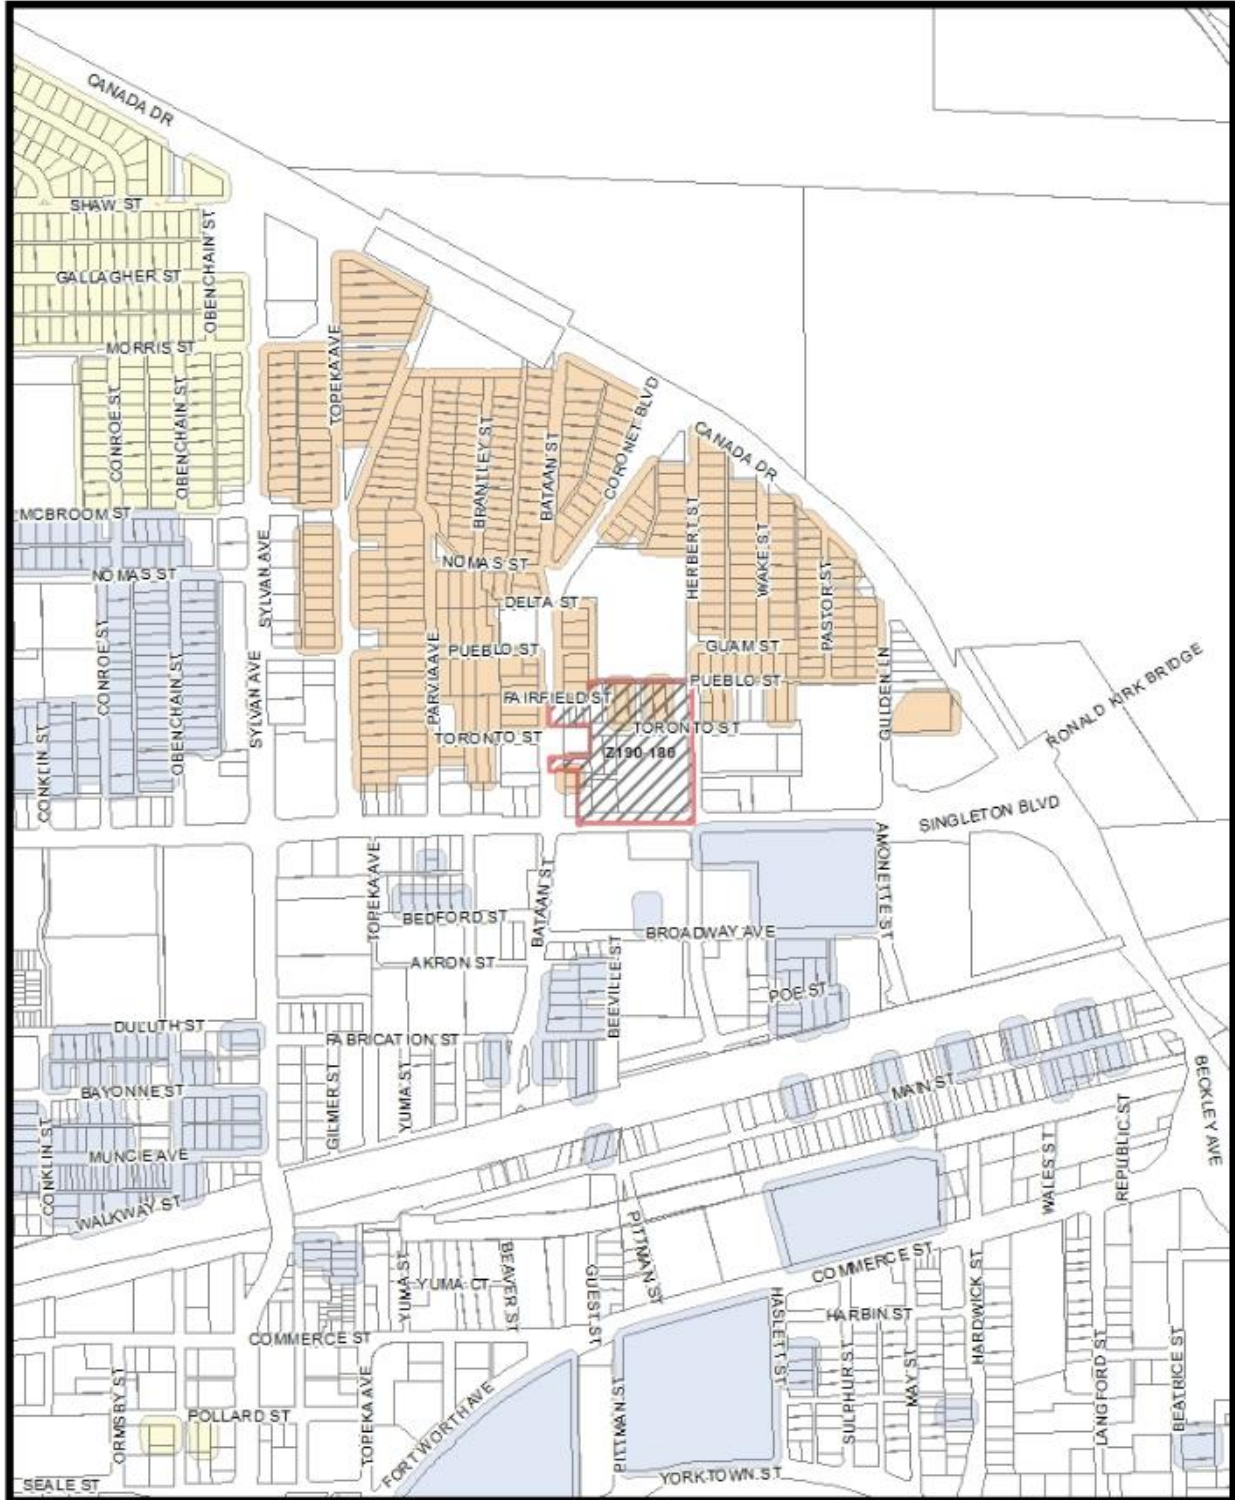 CANADA DR
SHAW ST
OBENCHAIN ST
GALLAGHER ST
MORRIS ST
TOPEKA AVE
CONROE ST
OBENCHAIN ST
BRANTLEY ST
BATAAN ST
CORONET BLVD
CANADA DR
MCBROOM ST
NOMAS ST
SYLVAN AVE
NOMAS ST
HERBERT ST
WAKE ST
PASTOR ST
DELTA ST
CONROE ST
OBENCHAIN ST
SYLVAN AVE
PARVIA AVE
PUEBLO ST
GUAM ST
PUEBLO ST
GULDEN LN
RONALD KIRK BRIDGE
FAIRFIELD ST
TORONTO ST
TORONTO ST
Z190-186
CONKLIN ST
SINGLETON BLVD
TOPEKA AVE
BATAAN ST
AMONETTE ST
BEDFORD ST
BROADWAY AVE
AKRON ST
BEEVILLE ST
POE ST
DULUTH ST
FABRICATION ST
BAYONNE ST
GILMER ST
YUMA ST
MAIN ST
BECKLEY AVE
CONKLIN ST
MUNCIE AVE
WALES ST
REPUBLIC ST
WALKWAY ST
PITTMAN ST
YUMA ST
YUMA CT
BEAVER ST
GUEST ST
COMMERCE ST
HARDWICK ST
HASLETT ST
HARBIN ST
COMMERCE ST
ORMSBY ST
TOPEKA AVE
POLLARD ST
FORT WORTH AVE
PITTMAN ST
SULPHUR ST
MAY ST
LANGFORD ST
BEATRICE ST
SEALE ST
YORKTOWN ST